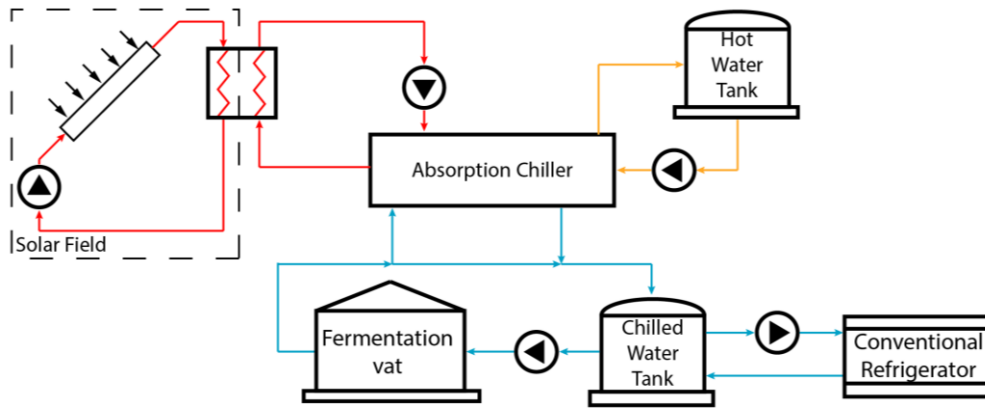 Hot
Water
Tank
Absorption Chiller
Solar Field
Fermentation
vat
Chilled
Water
Tank
Conventional
Refrigerator